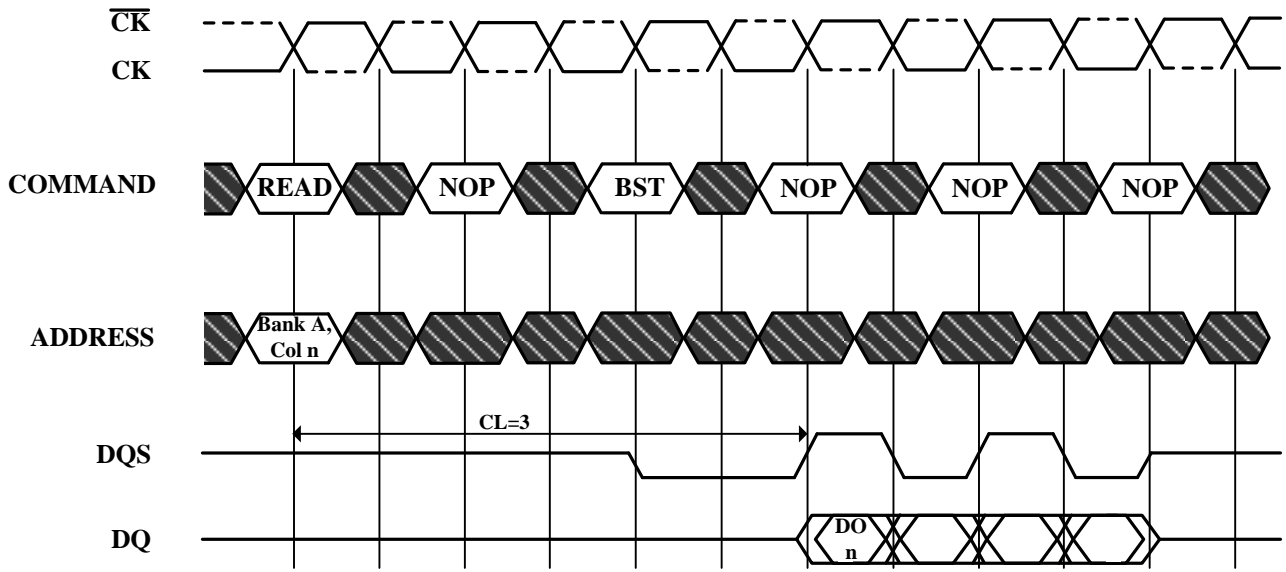 CK
CK
COMMAND
READ NOP BST NOP NOP NOP
ADDRESS
Bank A,
Col n
CL=3
DQS
DQ
DO
n